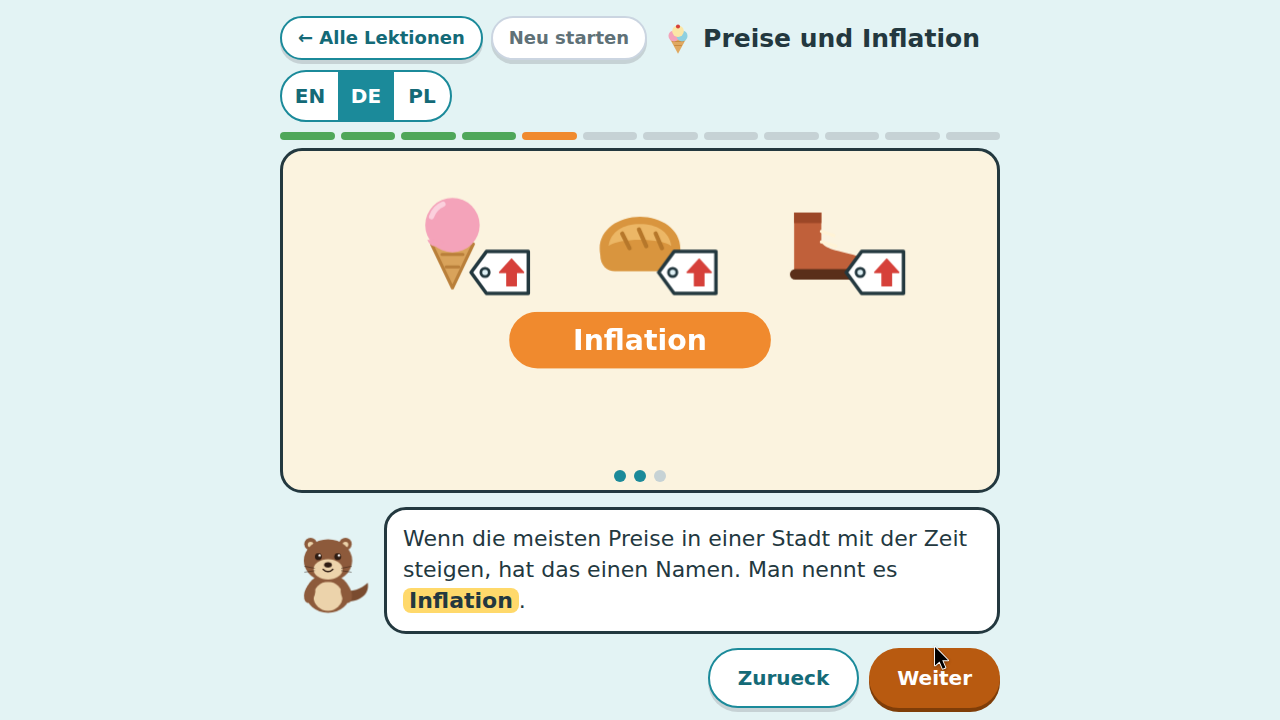 ← Alle Lektionen
Neu starten
Preise und Inflation
EN DE PL
Inflation
Wenn die meisten Preise in einer Stadt mit der Zeit
steigen, hat das einen Namen. Man nennt es
Inflation.
Zurueck
Weiter